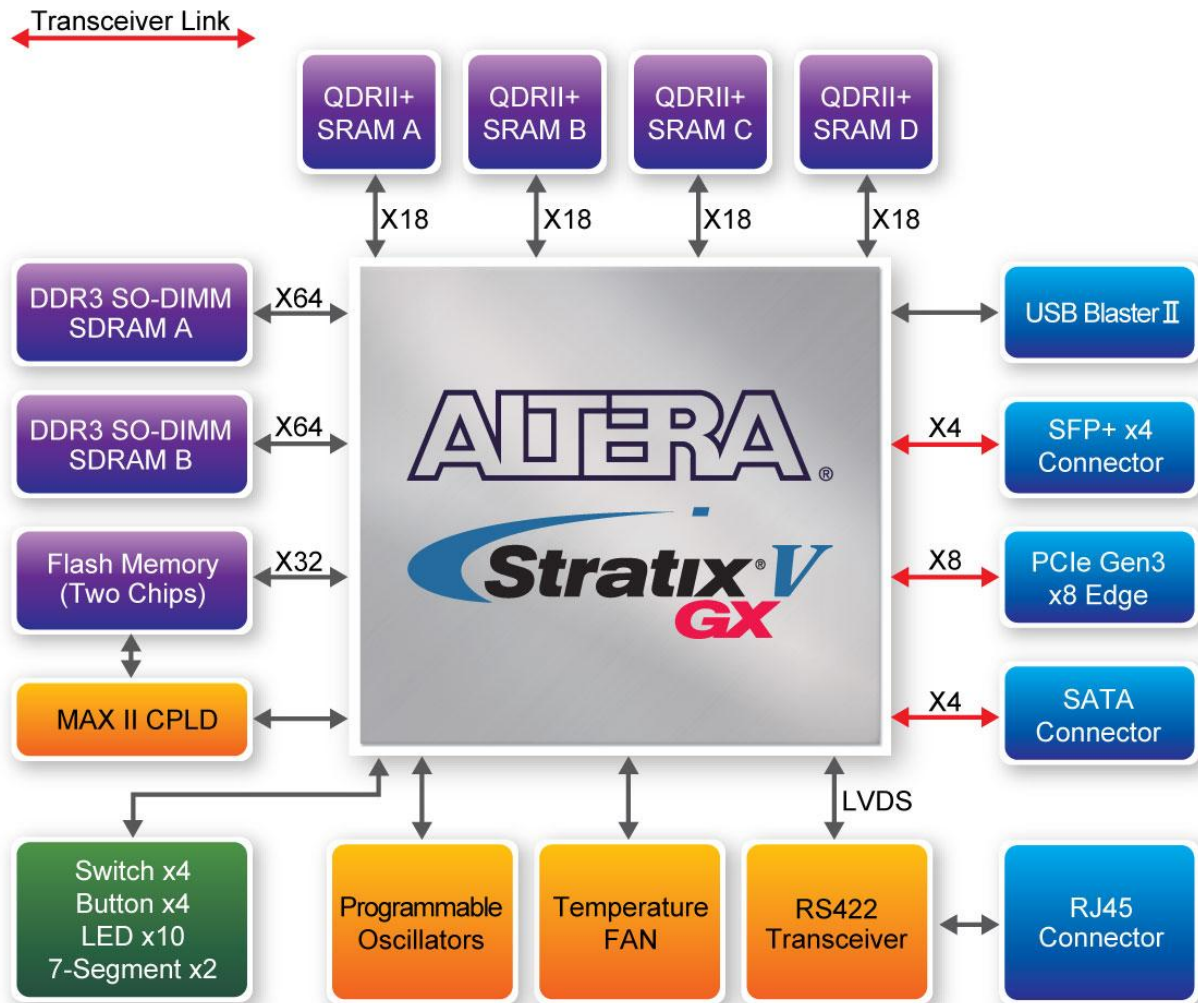 Transceiver Link
QDRII+
SRAM A
QDRII+
SRAM B
QDRII+
SRAM C
QDRII+
SRAM D
X18
X18
X18
X18
DDR3 SO-DIMM
SDRAM A
X64
USB Blaster II
DDR3 SO-DIMM
SDRAM B
X64
ALTERA®
X4
SFP+ x4
Connector
Flash Memory
(Two Chips)
X32
Stratix® V
GX
X8
PCIe Gen3
x8 Edge
MAX II CPLD
X4
SATA
Connector
LVDS
Switch x4
Button x4
LED x10
7-Segment x2
Programmable
Oscillators
Temperature
FAN
RS422
Transceiver
RJ45
Connector